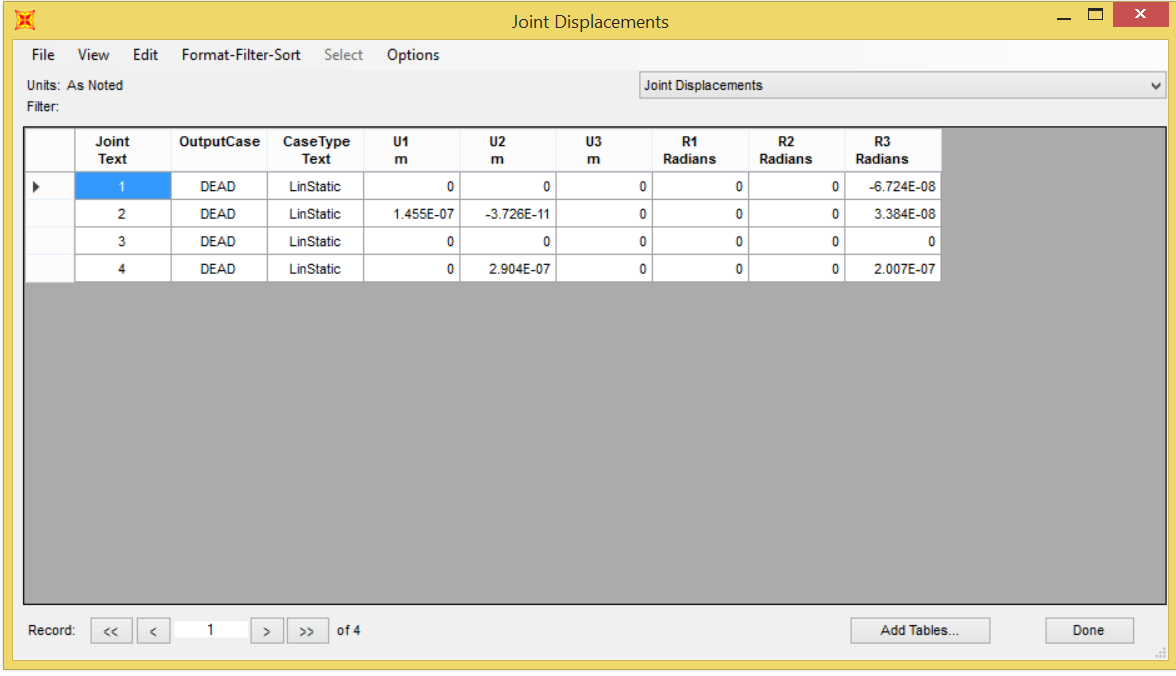 Joint Displacements
File View Edit Format-Filter-Sort Select Options
Units: As Noted
Joint Displacements
Filter:
Joint OutputCase CaseType U1 U2 U3 R1 R2 R3
Text Text m m m Radians Radians Radians
1 DEAD LinStatic 0 0 0 0 0 -6.724E-08
2 DEAD LinStatic 1.455E-07 -3.726E-11 0 0 0 3.384E-08
3 DEAD LinStatic 0 0 0 0 0 0
4 DEAD LinStatic 0 2.904E-07 0 0 0 2.007E-07
Record: << < 1 > >> of 4 Add Tables... Done